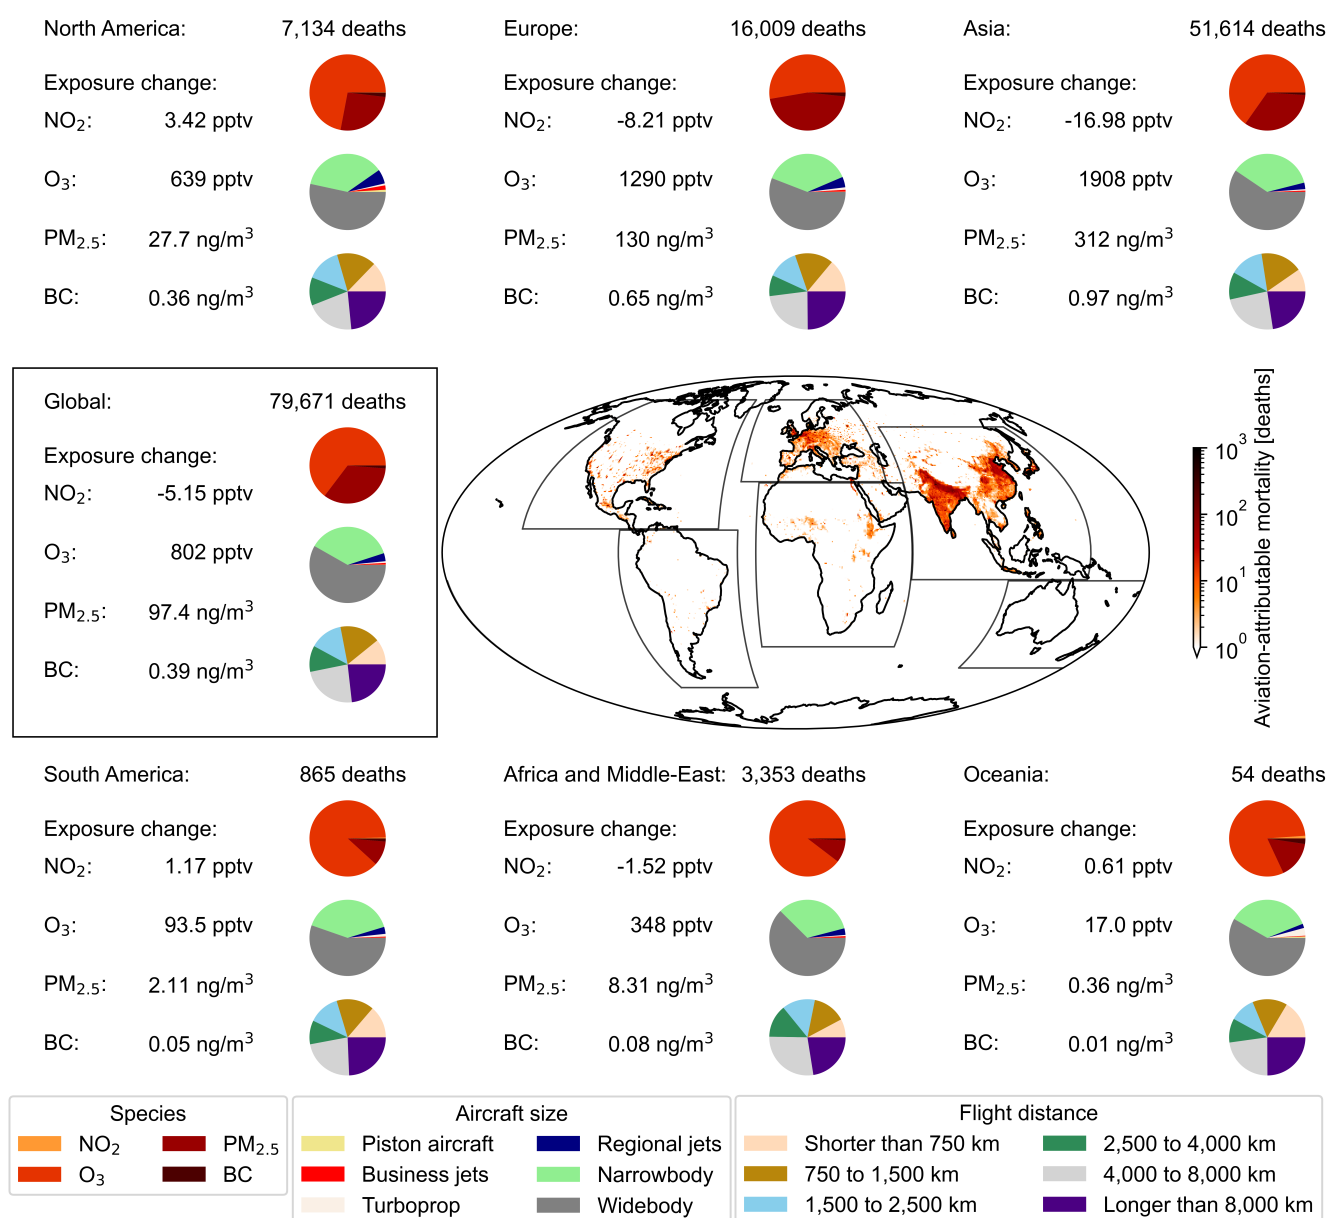 North America: 7,134 deaths
Exposure change:
NO₂: 3.42 pptv
O₃: 639 pptv
PM₂.₅: 27.7 ng/m³
BC: 0.36 ng/m³
Europe: 16,009 deaths
Exposure change:
NO₂: -8.21 pptv
O₃: 1290 pptv
PM₂.₅: 130 ng/m³
BC: 0.65 ng/m³
Asia: 51,614 deaths
Exposure change:
NO₂: -16.98 pptv
O₃: 1908 pptv
PM₂.₅: 312 ng/m³
BC: 0.97 ng/m³
Global: 79,671 deaths
Exposure change:
NO₂: -5.15 pptv
O₃: 802 pptv
PM₂.₅: 97.4 ng/m³
BC: 0.39 ng/m³
10³
10²
10¹
10⁰
Aviation-attributable mortality [deaths]
South America: 865 deaths
Exposure change:
NO₂: 1.17 pptv
O₃: 93.5 pptv
PM₂.₅: 2.11 ng/m³
BC: 0.05 ng/m³
Africa and Middle-East: 3,353 deaths
Exposure change:
NO₂: -1.52 pptv
O₃: 348 pptv
PM₂.₅: 8.31 ng/m³
BC: 0.08 ng/m³
Oceania: 54 deaths
Exposure change:
NO₂: 0.61 pptv
O₃: 17.0 pptv
PM₂.₅: 0.36 ng/m³
BC: 0.01 ng/m³
Species
NO₂ PM₂.₅
O₃ BC
Aircraft size
Piston aircraft Regional jets
Business jets Narrowbody
Turboprop Widebody
Flight distance
Shorter than 750 km 2,500 to 4,000 km
750 to 1,500 km 4,000 to 8,000 km
1,500 to 2,500 km Longer than 8,000 km